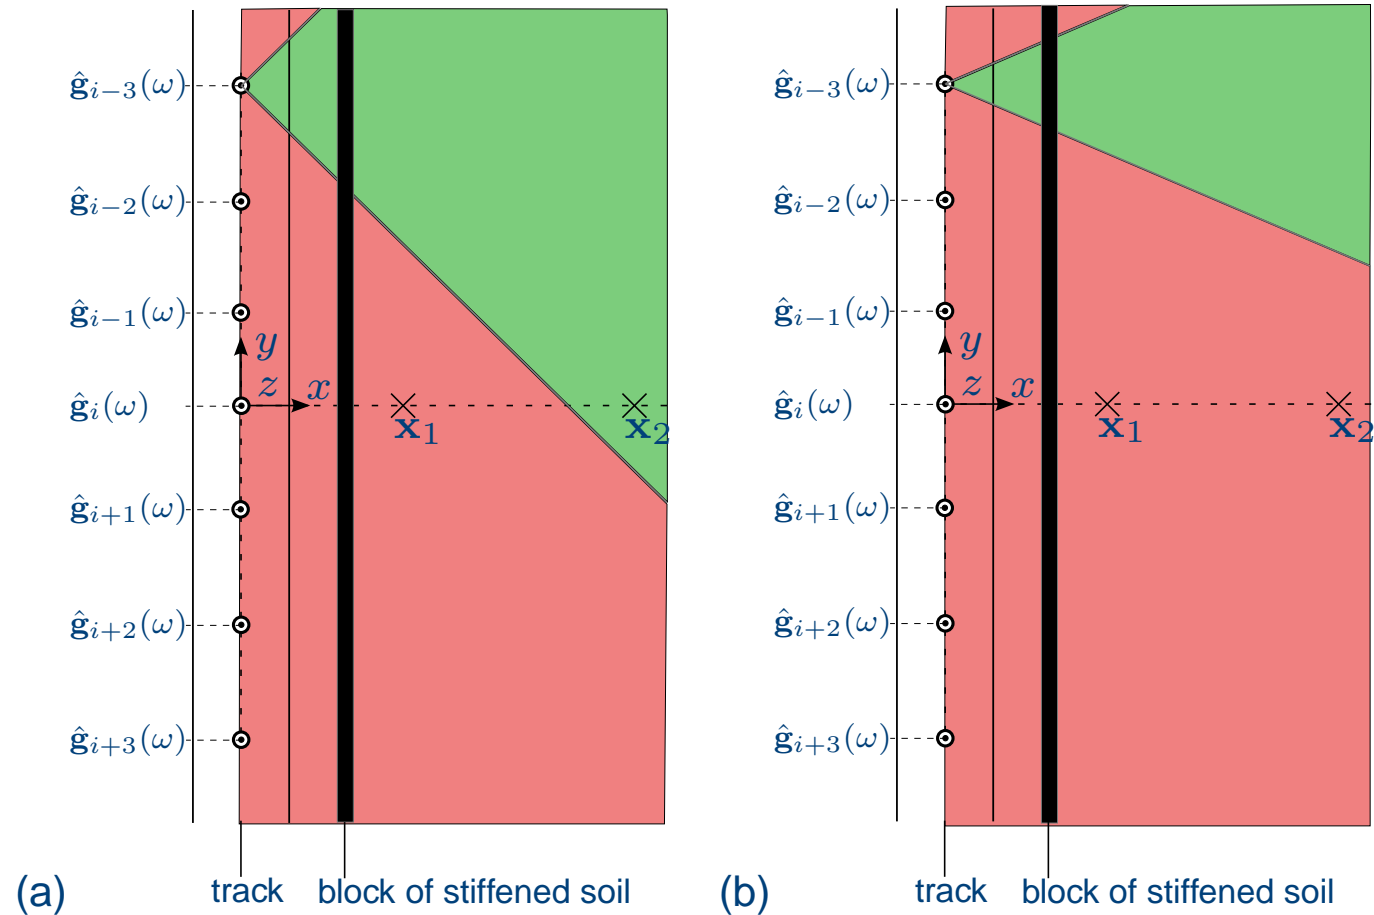 ĝᵢ₋₃(ω)
ĝᵢ₋₂(ω)
ĝᵢ₋₁(ω)
y
z x
ĝᵢ(ω)
x₁ x₂
ĝᵢ₊₁(ω)
ĝᵢ₊₂(ω)
ĝᵢ₊₃(ω)
(a) track block of stiffened soil
ĝᵢ₋₃(ω)
ĝᵢ₋₂(ω)
ĝᵢ₋₁(ω)
y
z x
ĝᵢ(ω)
x₁ x₂
ĝᵢ₊₁(ω)
ĝᵢ₊₂(ω)
ĝᵢ₊₃(ω)
(b) track block of stiffened soil